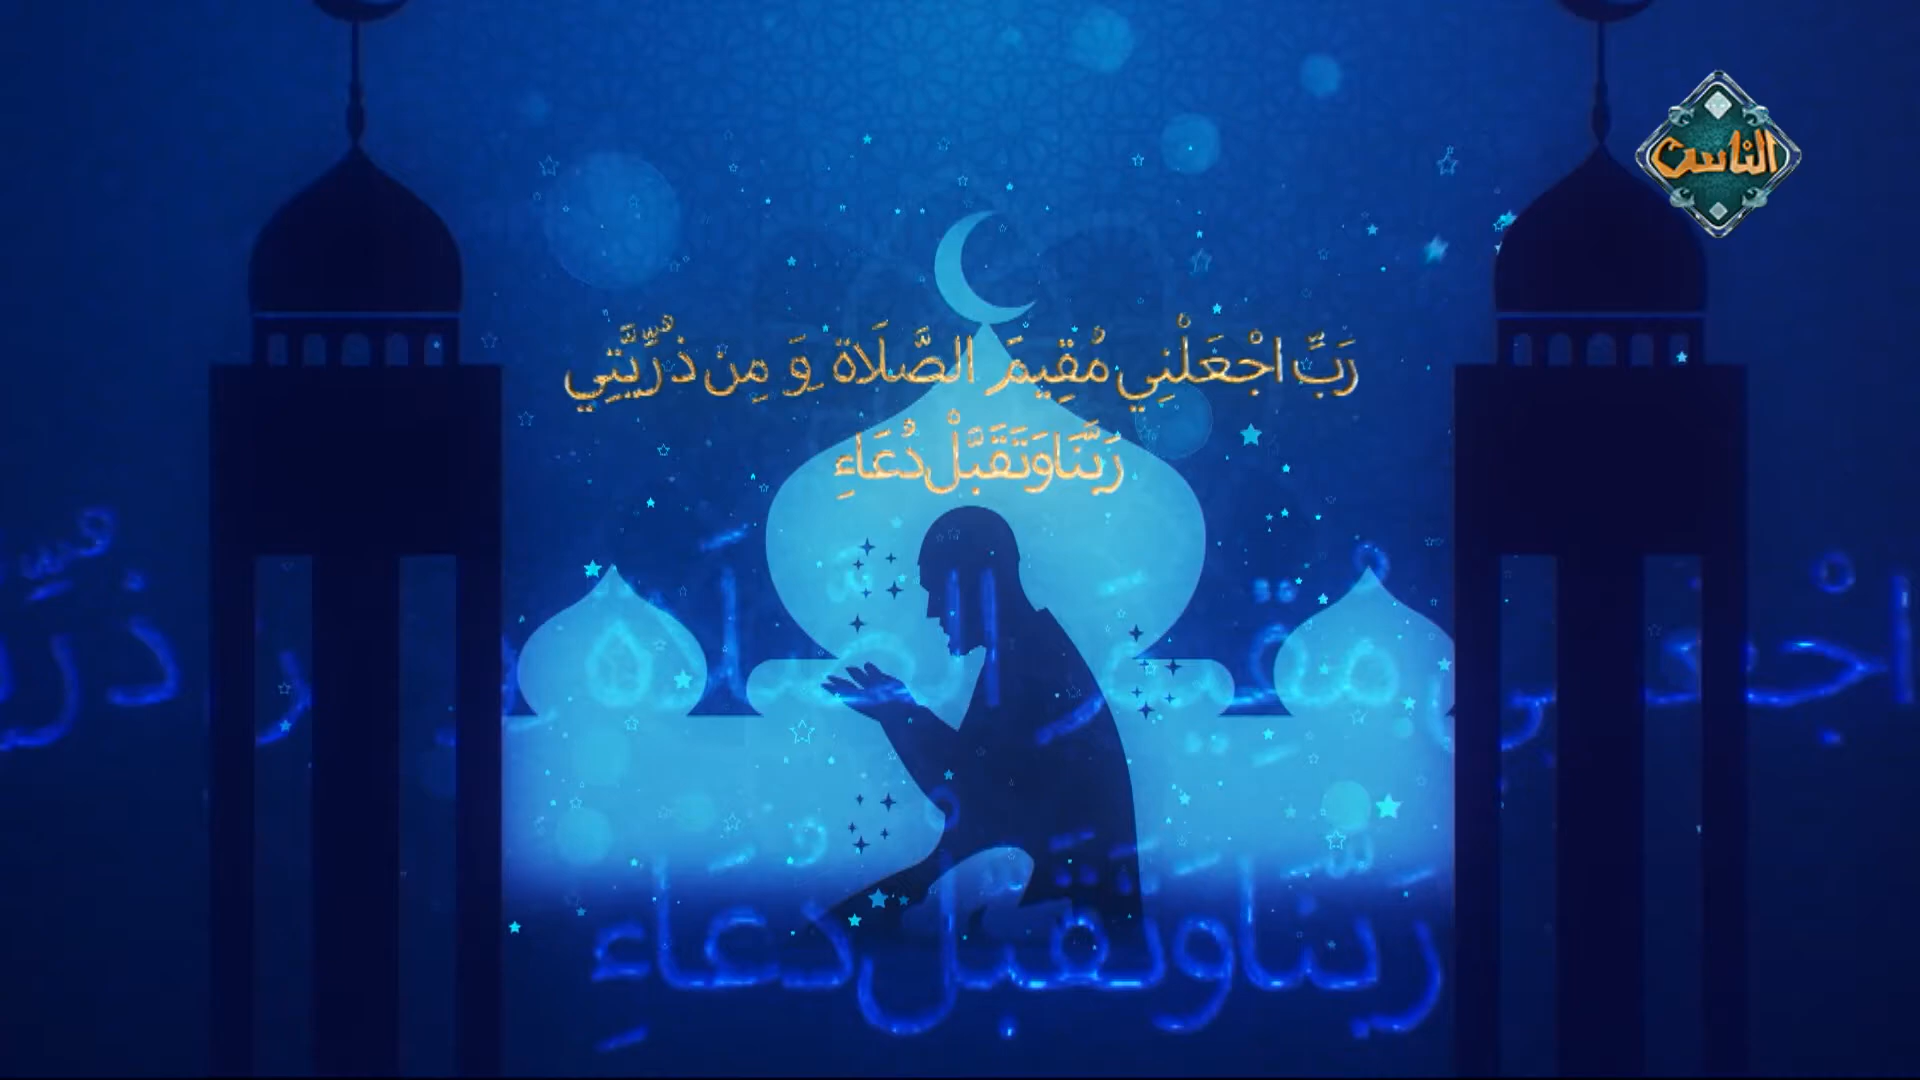 الناس
رَبِّ اجْعَلْنِي مُقِيمَ الصَّلَاة وَ مِن ذُرِّيَّتِي
رَبَّنَا وَتَقَبَّلْ دُعَاءِ